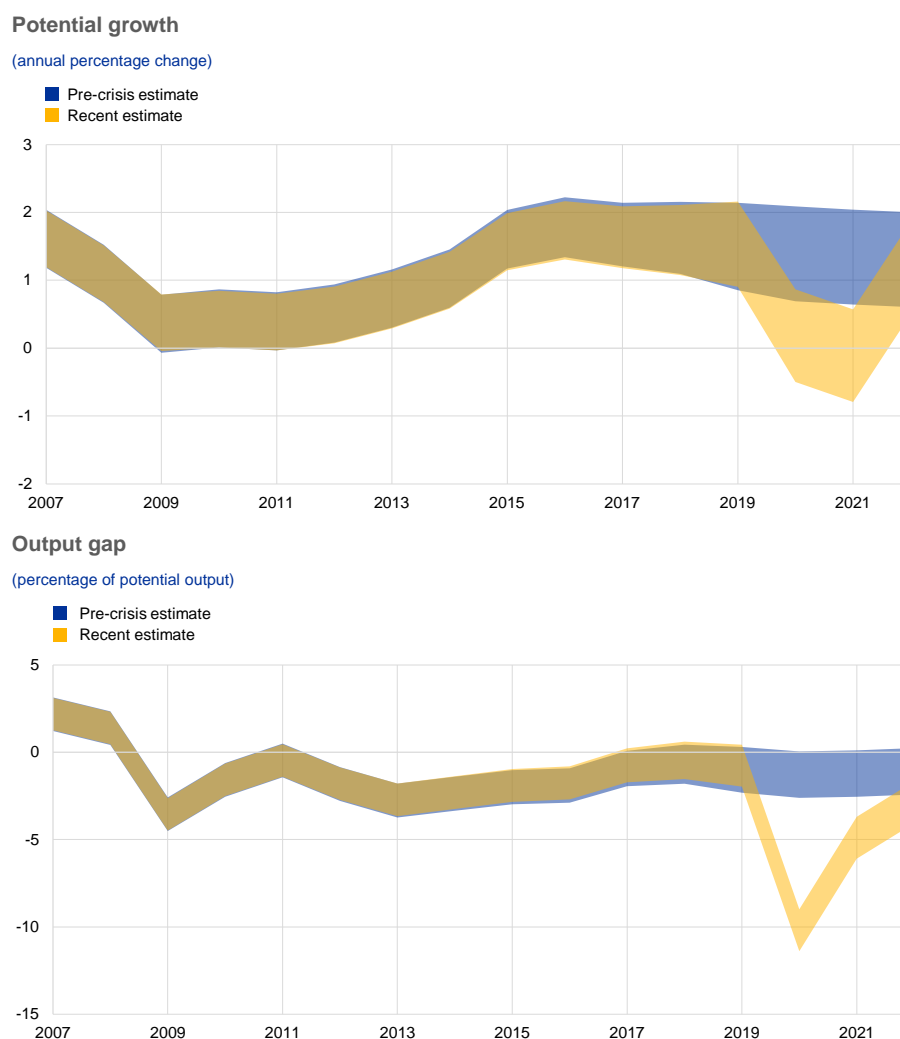 Potential growth
(annual percentage change)
Pre-crisis estimate
Recent estimate
3
2
1
0
-1
-2
2007 2009 2011 2013 2015 2017 2019 2021
Output gap
(percentage of potential output)
Pre-crisis estimate
Recent estimate
5
0
-5
-10
-15
2007 2009 2011 2013 2015 2017 2019 2021